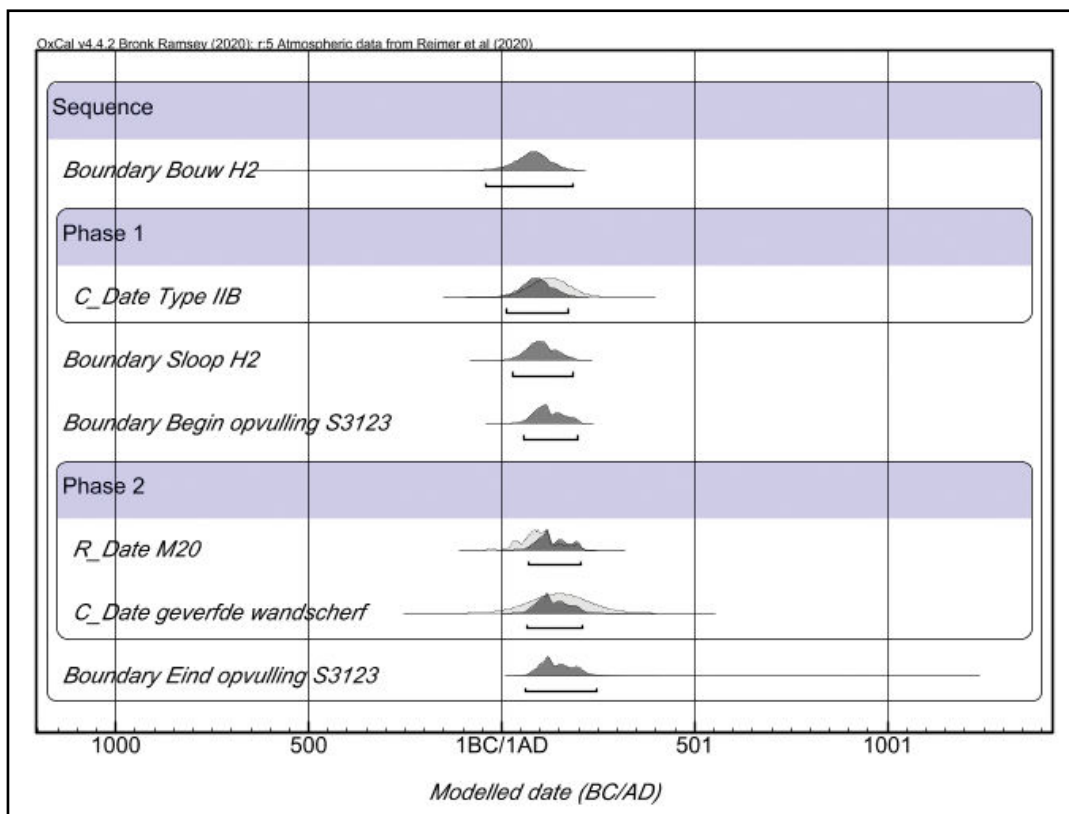 OxCal v4.4.2 Bronk Ramsey (2020); r:5 Atmospheric data from Reimer et al (2020)
Sequence
Boundary Bouw H2
Phase 1
C_Date Type IIB
Boundary Sloop H2
Boundary Begin opvulling S3123
Phase 2
R_Date M20
C_Date geverfde wandscherf
Boundary Eind opvulling S3123
1000 500 1BC/1AD 501 1001
Modelled date (BC/AD)